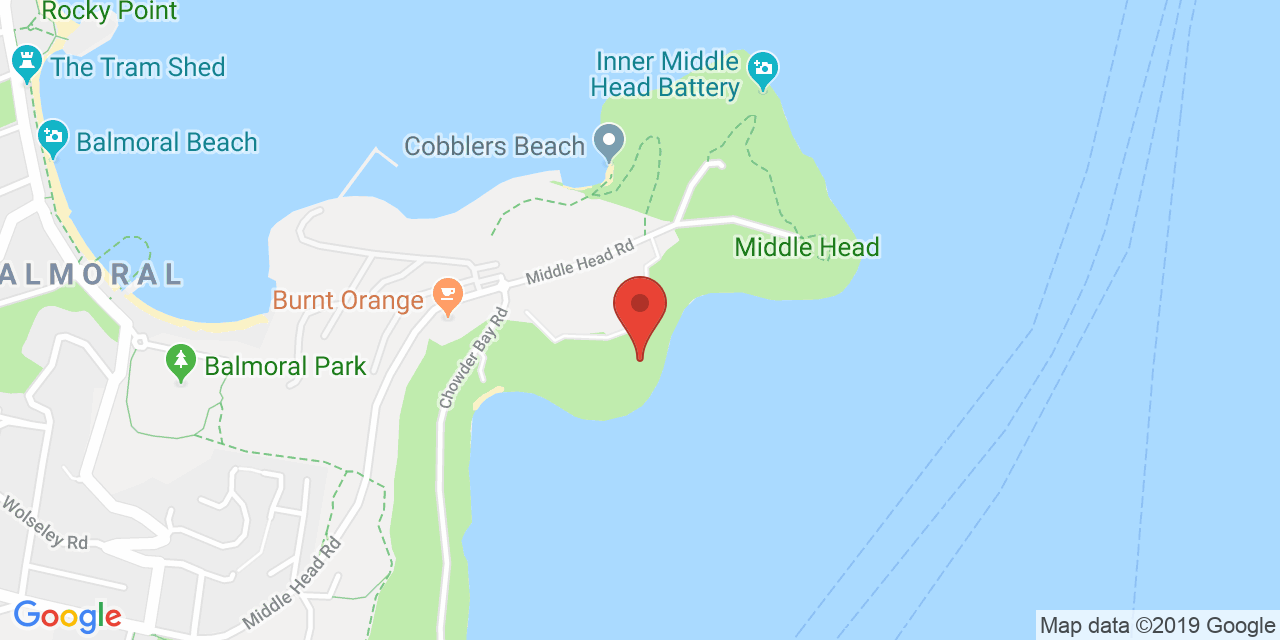 Rocky Point
The Tram Shed
Inner Middle
Head Battery
Balmoral Beach
Cobblers Beach
Middle Head Rd
Middle Head
ALMORAL
Burnt Orange
Chowder Bay Rd
Balmoral Park
Wolseley Rd
Middle Head Rd
Google
Map data ©2019 Google